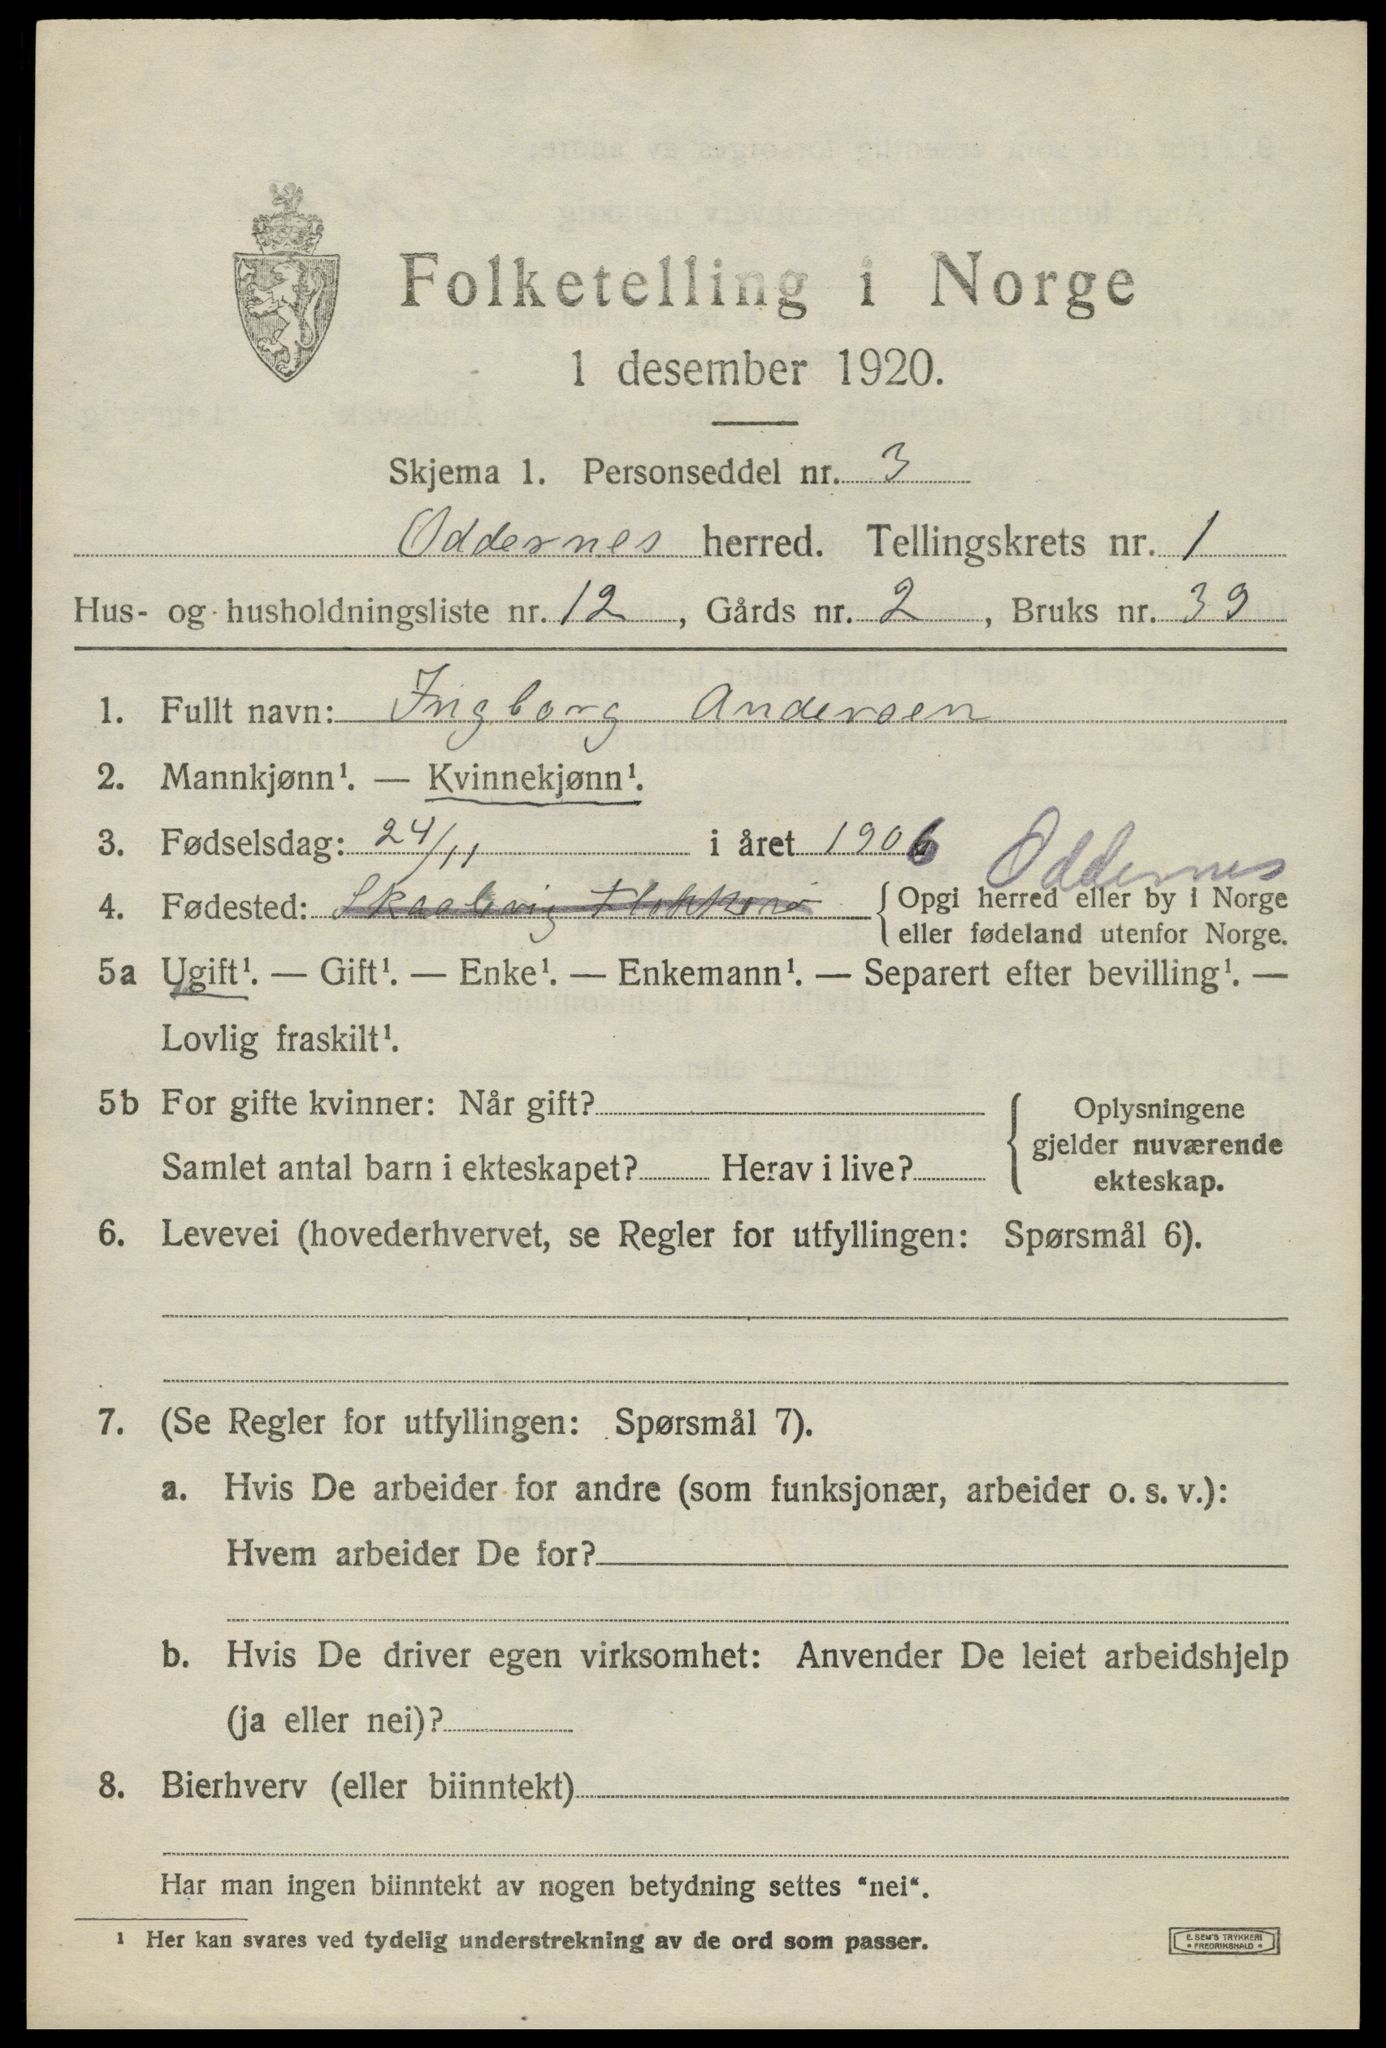 Folketelling i Norge
1 desember 1920.
Skjema 1. Personseddel nr. 3
Oddernes herred. Tellingskrets nr. 1
Hus- og husholdningsliste nr. 12, Gårds nr. 2, Bruks nr. 39
1. Fullt navn: Ingborg Andersen
2. Mannkjønn¹. — Kvinnekjønn¹.
3. Fødselsdag: 24/11 i året 1906 Oddernes
4. Fødested: Skaalevig Flekkerø {Opgi herred eller by i Norge
eller fødeland utenfor Norge.
5a Ugift¹. — Gift¹. — Enke¹. — Enkemann¹. — Separert efter bevilling¹. —
Lovlig fraskilt¹.
5b For gifte kvinner: Når gift?
Samlet antal barn i ekteskapet? Herav i live?
Oplysningene
gjelder nuværende
ekteskap.
6. Levevei (hovederhvervet, se Regler for utfyllingen: Spørsmål 6).
7. (Se Regler for utfyllingen: Spørsmål 7).
a. Hvis De arbeider for andre (som funksjonær, arbeider o. s. v.):
Hvem arbeider De for?
b. Hvis De driver egen virksomhet: Anvender De leiet arbeidshjelp
(ja eller nei)?
8. Bierhverv (eller biinntekt)
Har man ingen biinntekt av nogen betydning settes "nei".
¹ Her kan svares ved tydelig understrekning av de ord som passer.
E. SEM'S TRYKKERI
• FREDRIKSHALD •